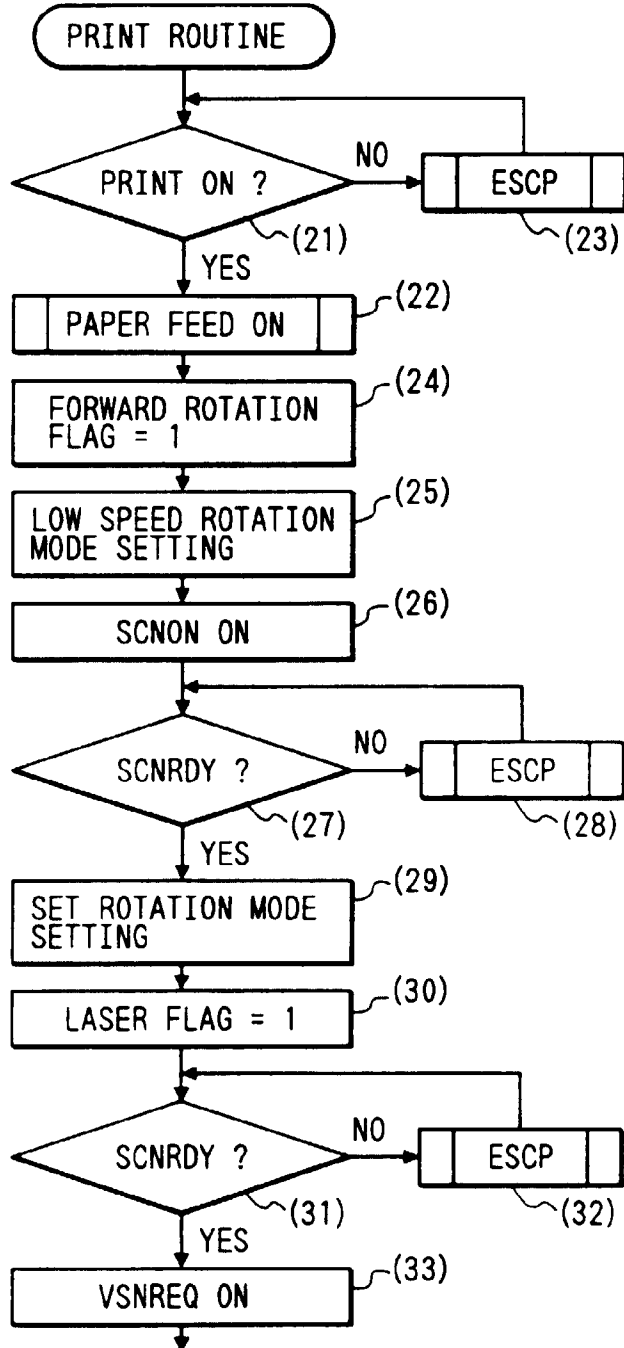 PRINT ROUTINE
PRINT ON ?
NO
ESCP
(21)
(23)
YES
PAPER FEED ON
(22)
(24)
FORWARD ROTATION
FLAG = 1
(25)
LOW SPEED ROTATION
MODE SETTING
(26)
SCNON ON
SCNRDY ?
NO
ESCP
(27)
(28)
YES
(29)
SET ROTATION MODE
SETTING
(30)
LASER FLAG = 1
SCNRDY ?
NO
ESCP
(31)
(32)
YES
(33)
VSNREQ ON